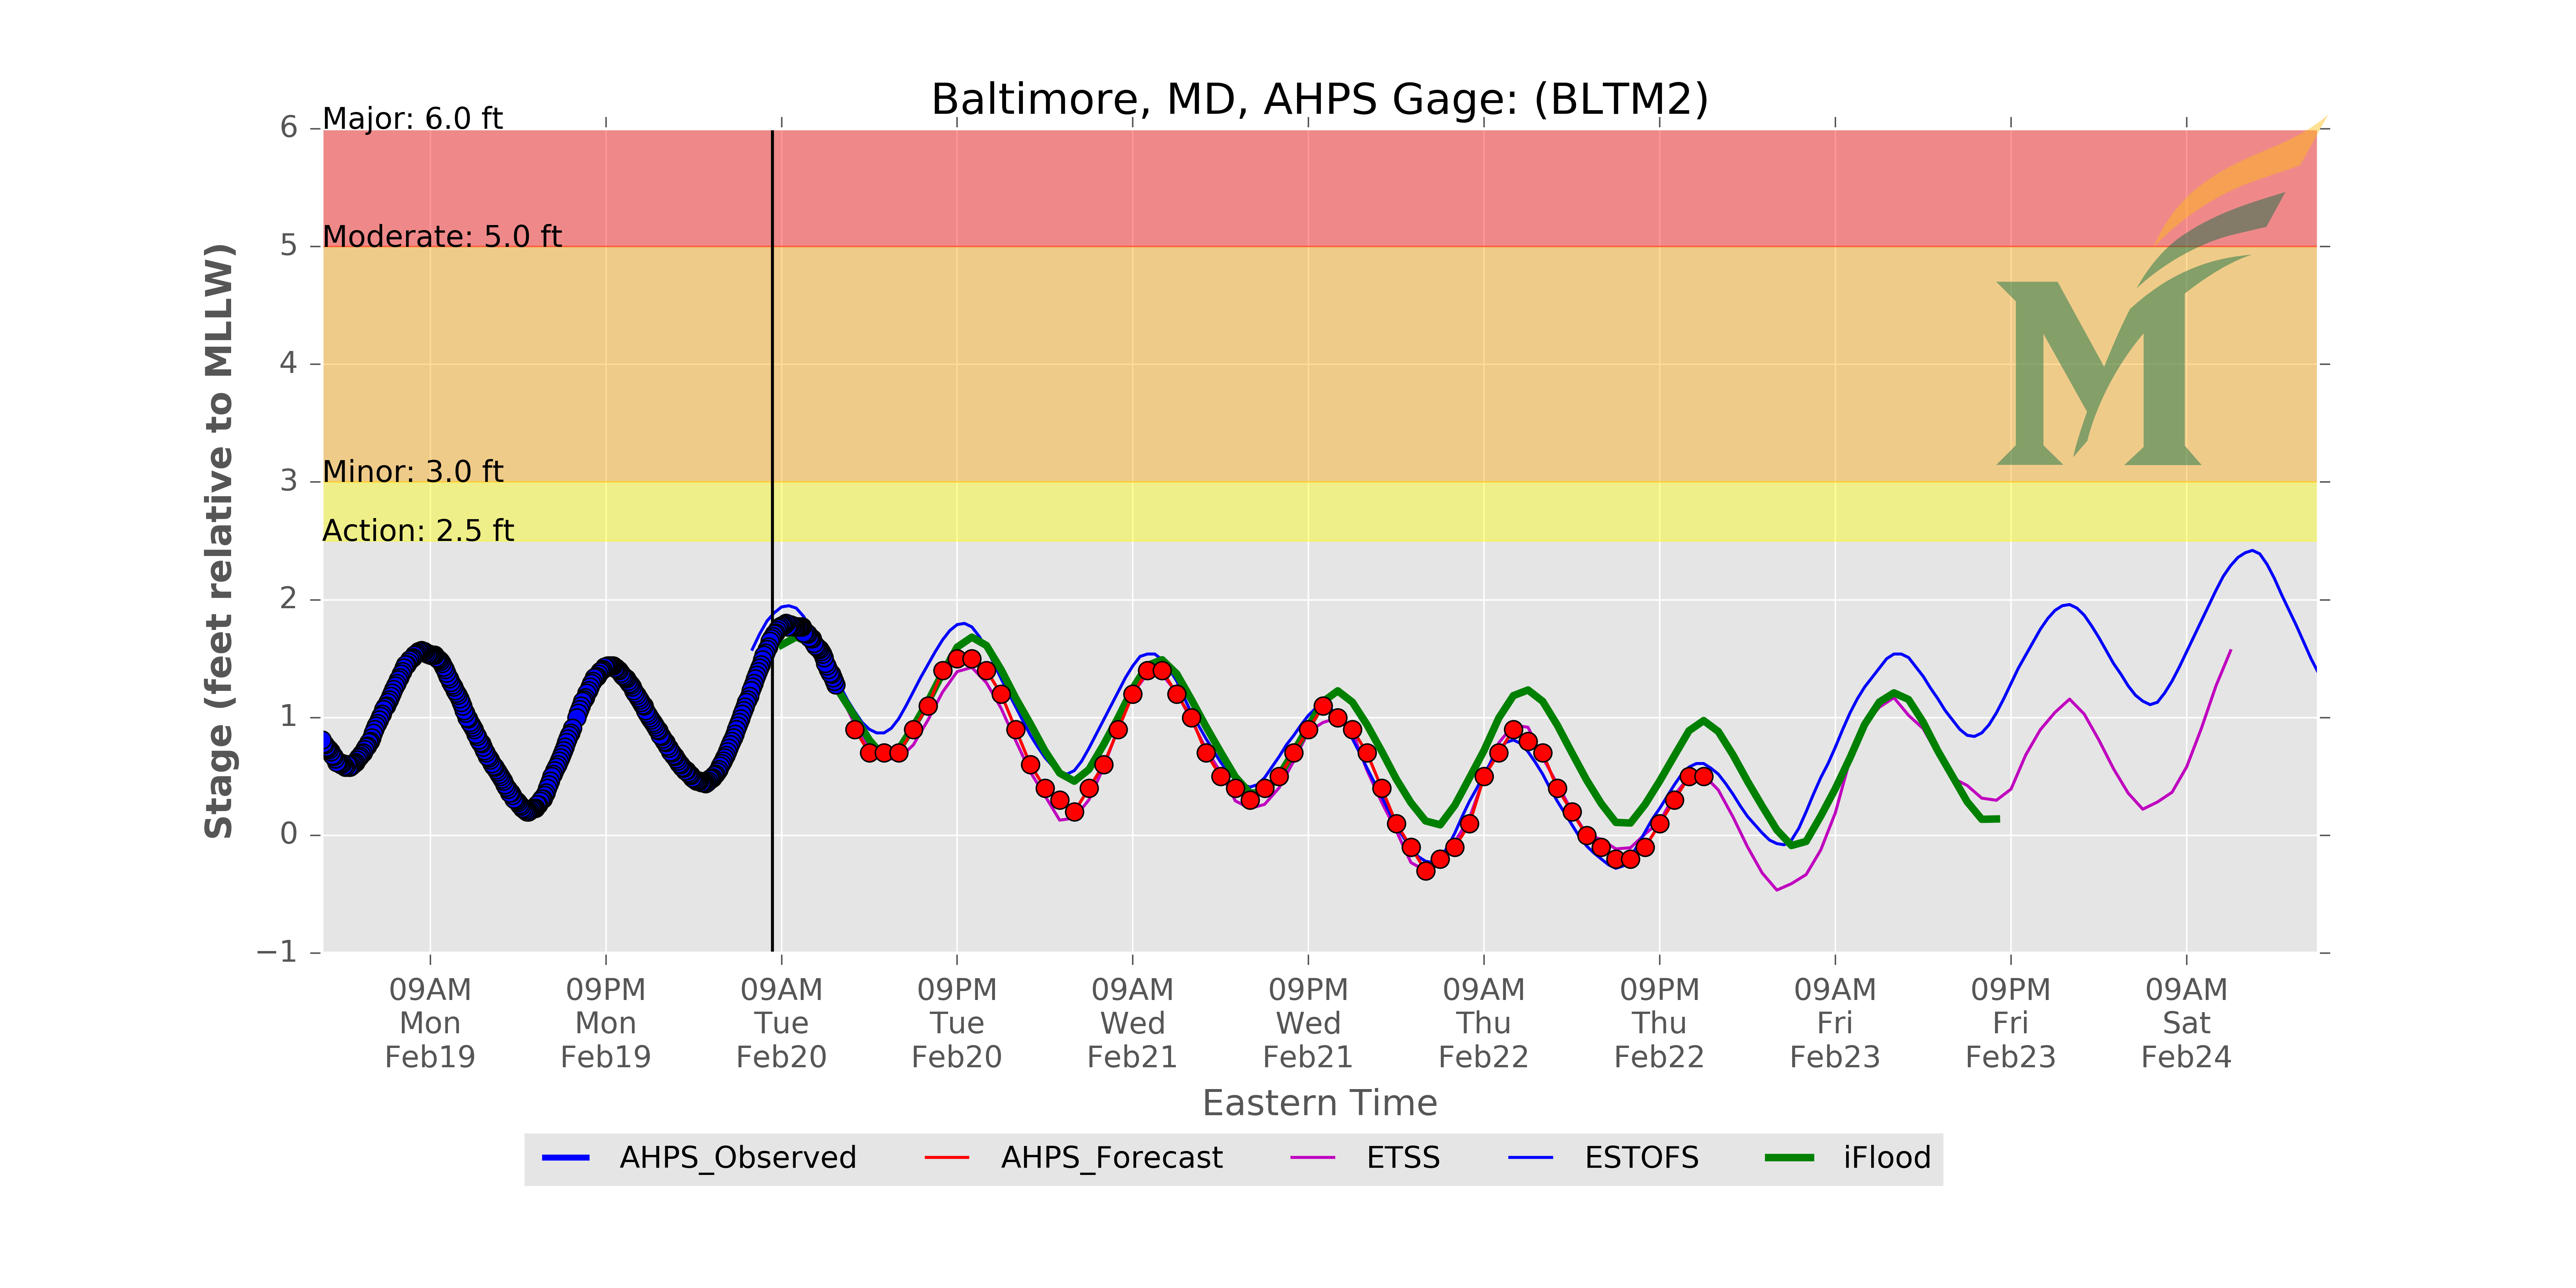 Baltimore, MD, AHPS Gage: (BLTM2)
Major: 6.0 ft
Moderate: 5.0 ft
Minor: 3.0 ft
Action: 2.5 ft
Stage (feet relative to MLLW)
6
5
4
3
2
1
0
−1
09AM
Mon
Feb19
09PM
Mon
Feb19
09AM
Tue
Feb20
09PM
Tue
Feb20
09AM
Wed
Feb21
09PM
Wed
Feb21
09AM
Thu
Feb22
09PM
Thu
Feb22
09AM
Fri
Feb23
09PM
Fri
Feb23
09AM
Sat
Feb24
Eastern Time
AHPS_Observed
AHPS_Forecast
ETSS
ESTOFS
iFlood
M